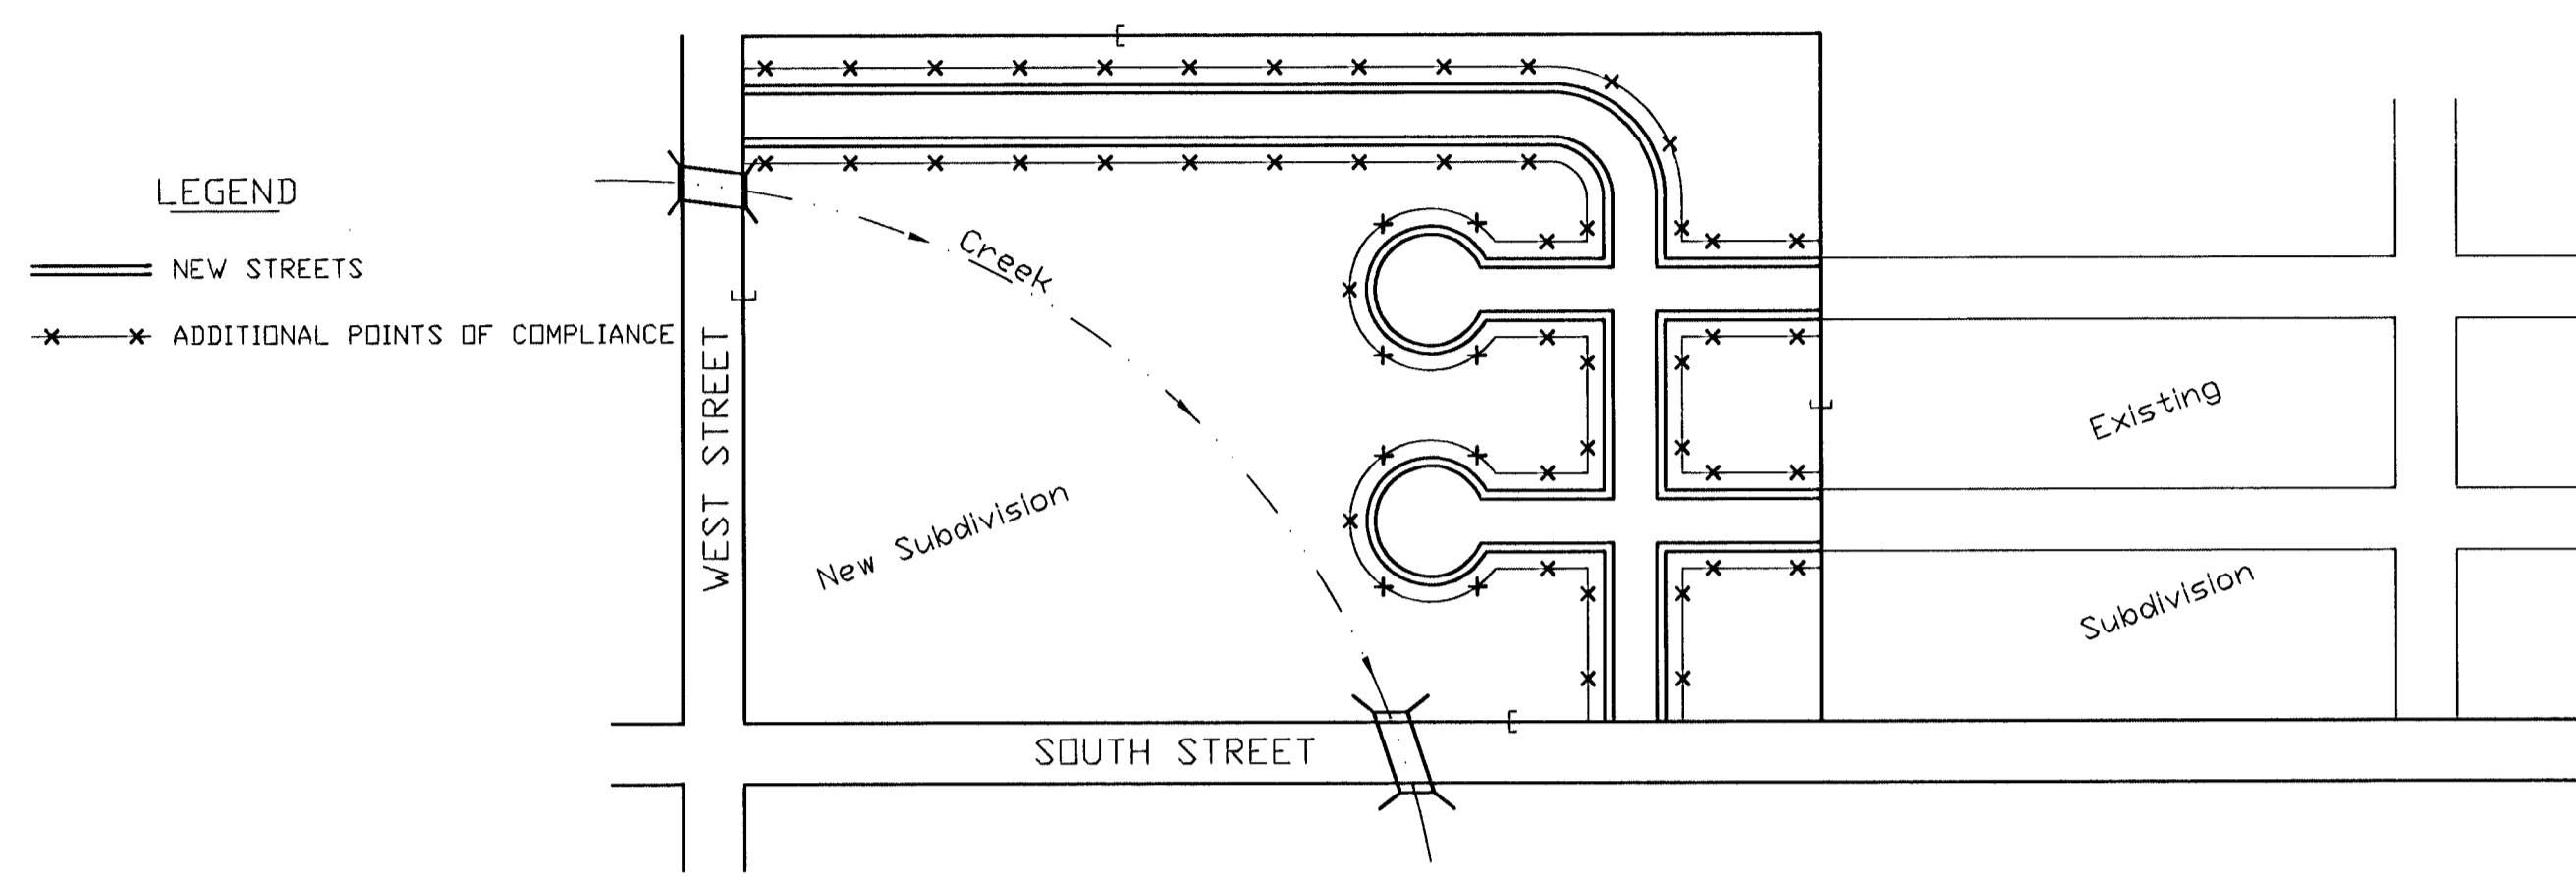 LEGEND
NEW STREETS
ADDITIONAL POINTS OF COMPLIANCE
WEST STREET
Creek
New Subdivision
SOUTH STREET
Existing
Subdivision